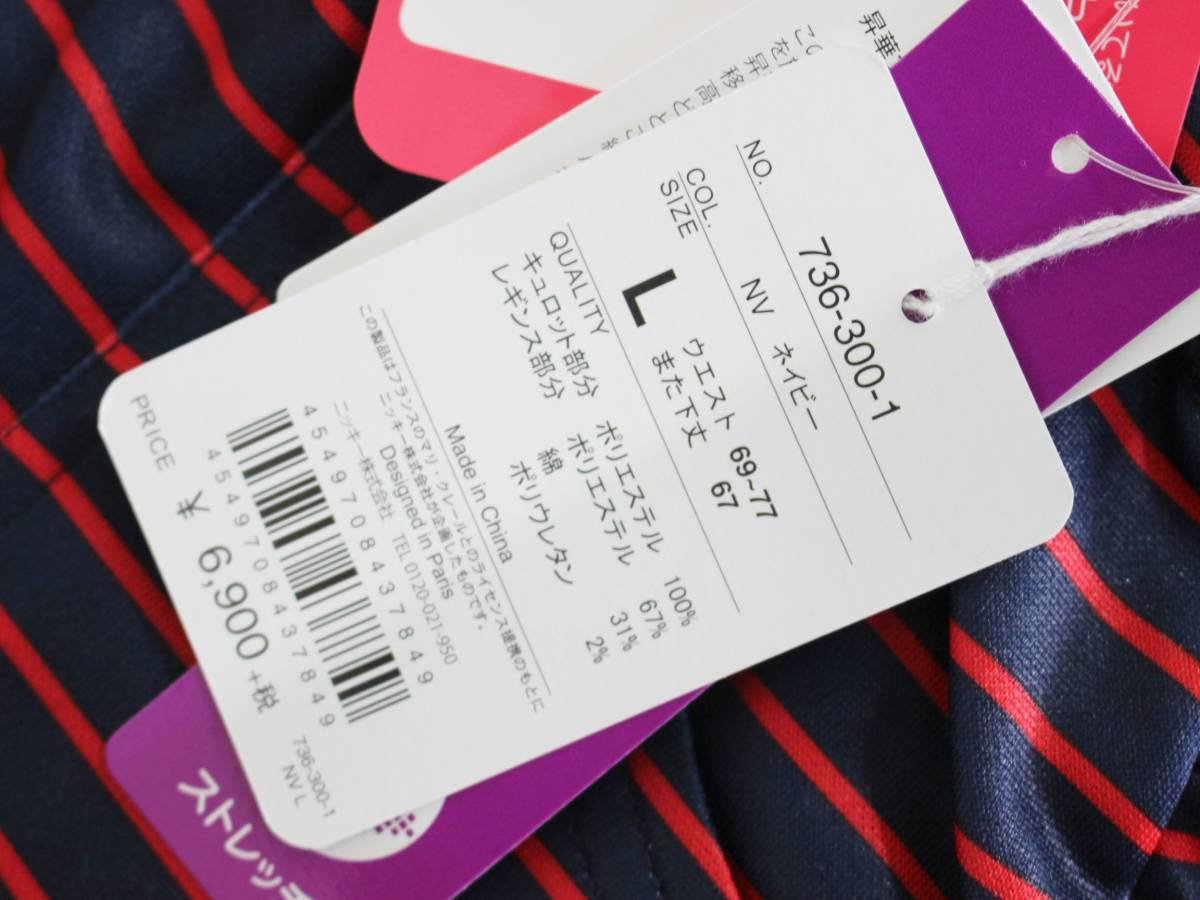 NO. 736-300-1
COL. NV ネイビー
SIZE L ウエスト 69~77
また下丈 67
QUALITY
キュロット部分 ポリエステル 100%
レギンス部分 ポリエステル 67%
綿 31%
ポリウレタン 2%
Made in China
この製品はフランスのマリ・クレールとのライセンス提携のもとに
ニッキー株式会社が企画したものです。
Designed in Paris
ニッキー株式会社 TEL 0120-021-950
4549708437849
4549708437849
PRICE ¥ 6,900 +税
736-300-1
NV L
ストレッチ
昇華